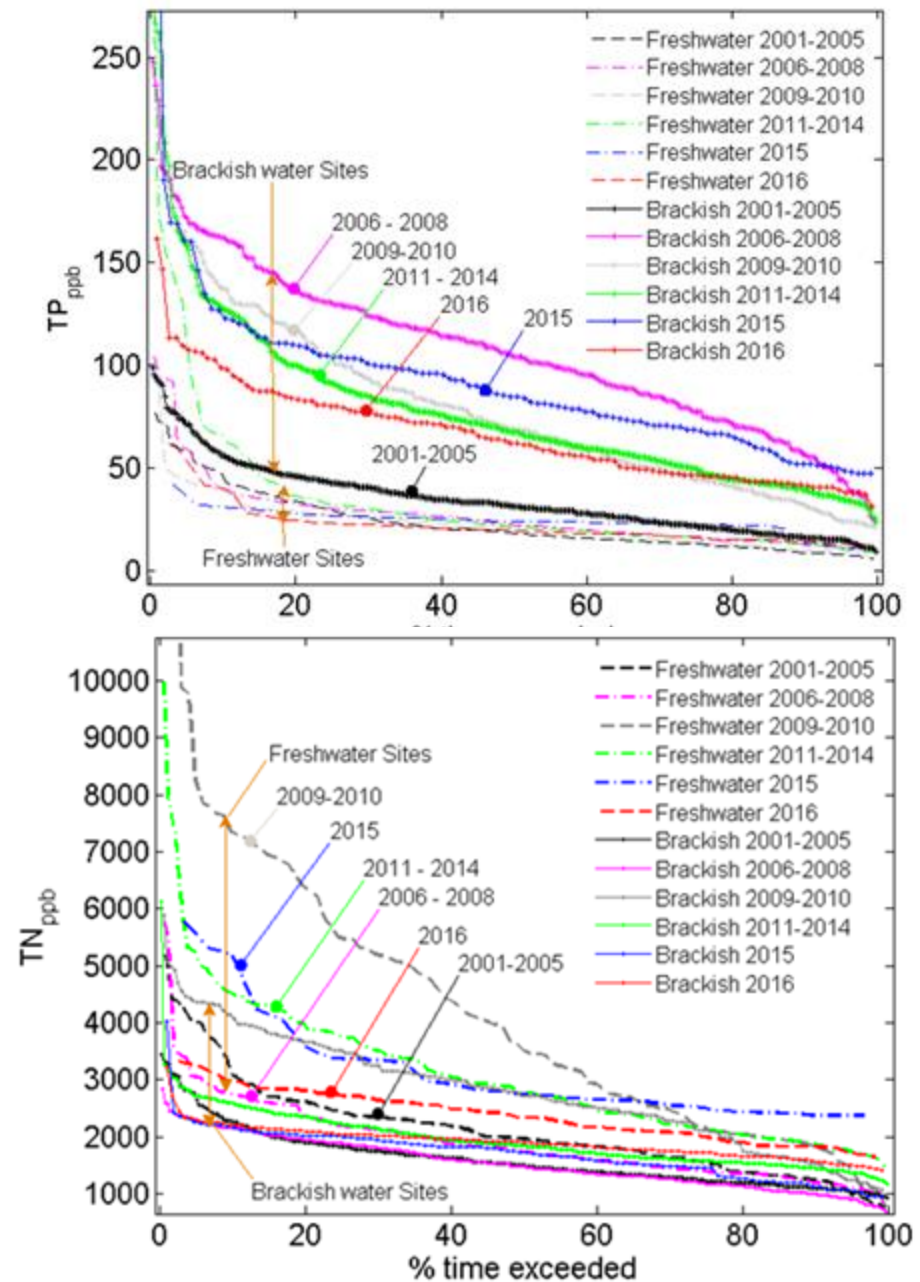 250
200
150
100
50
0
TPppb
Freshwater 2001-2005
Freshwater 2006-2008
Freshwater 2009-2010
Freshwater 2011-2014
Freshwater 2015
Freshwater 2016
Brackish 2001-2005
Brackish 2006-2008
Brackish 2009-2010
Brackish 2011-2014
Brackish 2015
Brackish 2016
Brackish water Sites
2006 - 2008
2009-2010
2011 - 2014
2016
2015
2001-2005
Freshwater Sites
0 20 40 60 80 100
10000
9000
8000
7000
6000
5000
4000
3000
2000
1000
TNppb
Freshwater 2001-2005
Freshwater 2006-2008
Freshwater 2009-2010
Freshwater 2011-2014
Freshwater 2015
Freshwater 2016
Brackish 2001-2005
Brackish 2006-2008
Brackish 2009-2010
Brackish 2011-2014
Brackish 2015
Brackish 2016
Freshwater Sites
2009-2010
2015
2011 - 2014
2006 - 2008
2016
2001-2005
Brackish water Sites
0 20 40 60 80 100
% time exceeded